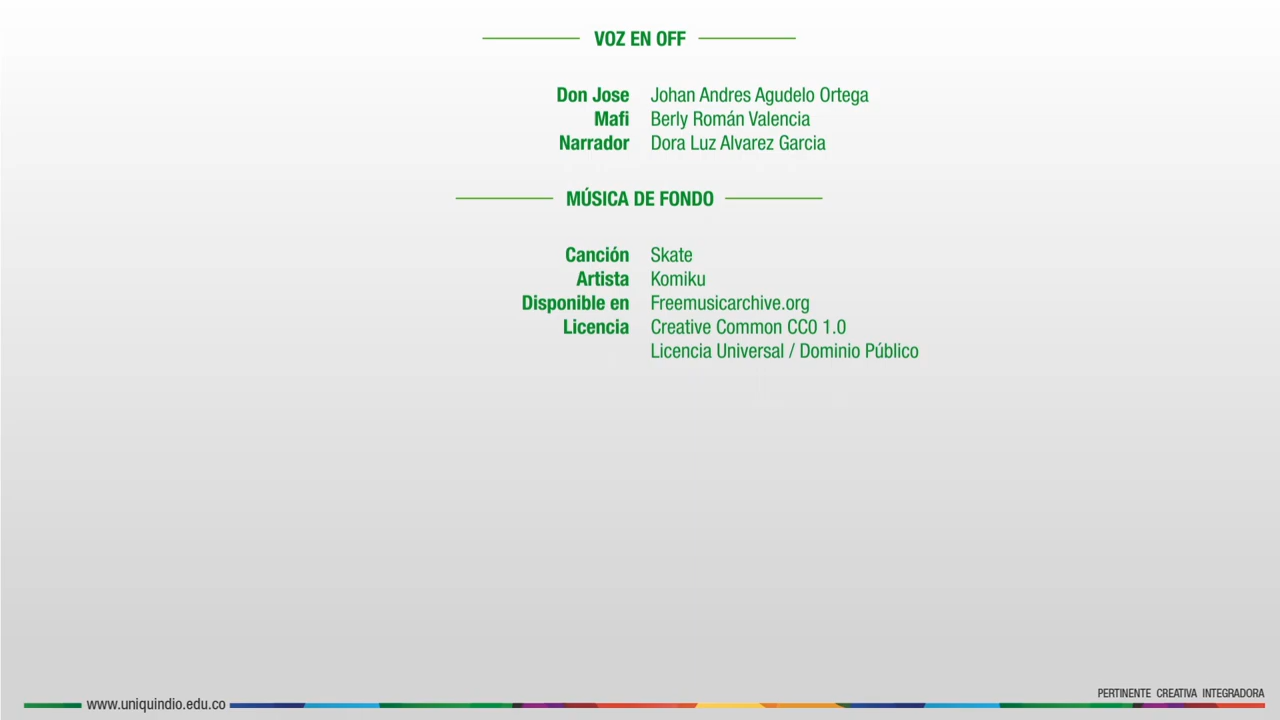 VOZ EN OFF
Don Jose Johan Andres Agudelo Ortega
Mafi Berly Román Valencia
Narrador Dora Luz Alvarez Garcia
MÚSICA DE FONDO
Canción Skate
Artista Komiku
Disponible en Freemusicarchive.org
Licencia Creative Common CC0 1.0
Licencia Universal / Dominio Público
PERTINENTE CREATIVA INTEGRADORA
www.uniquindio.edu.co